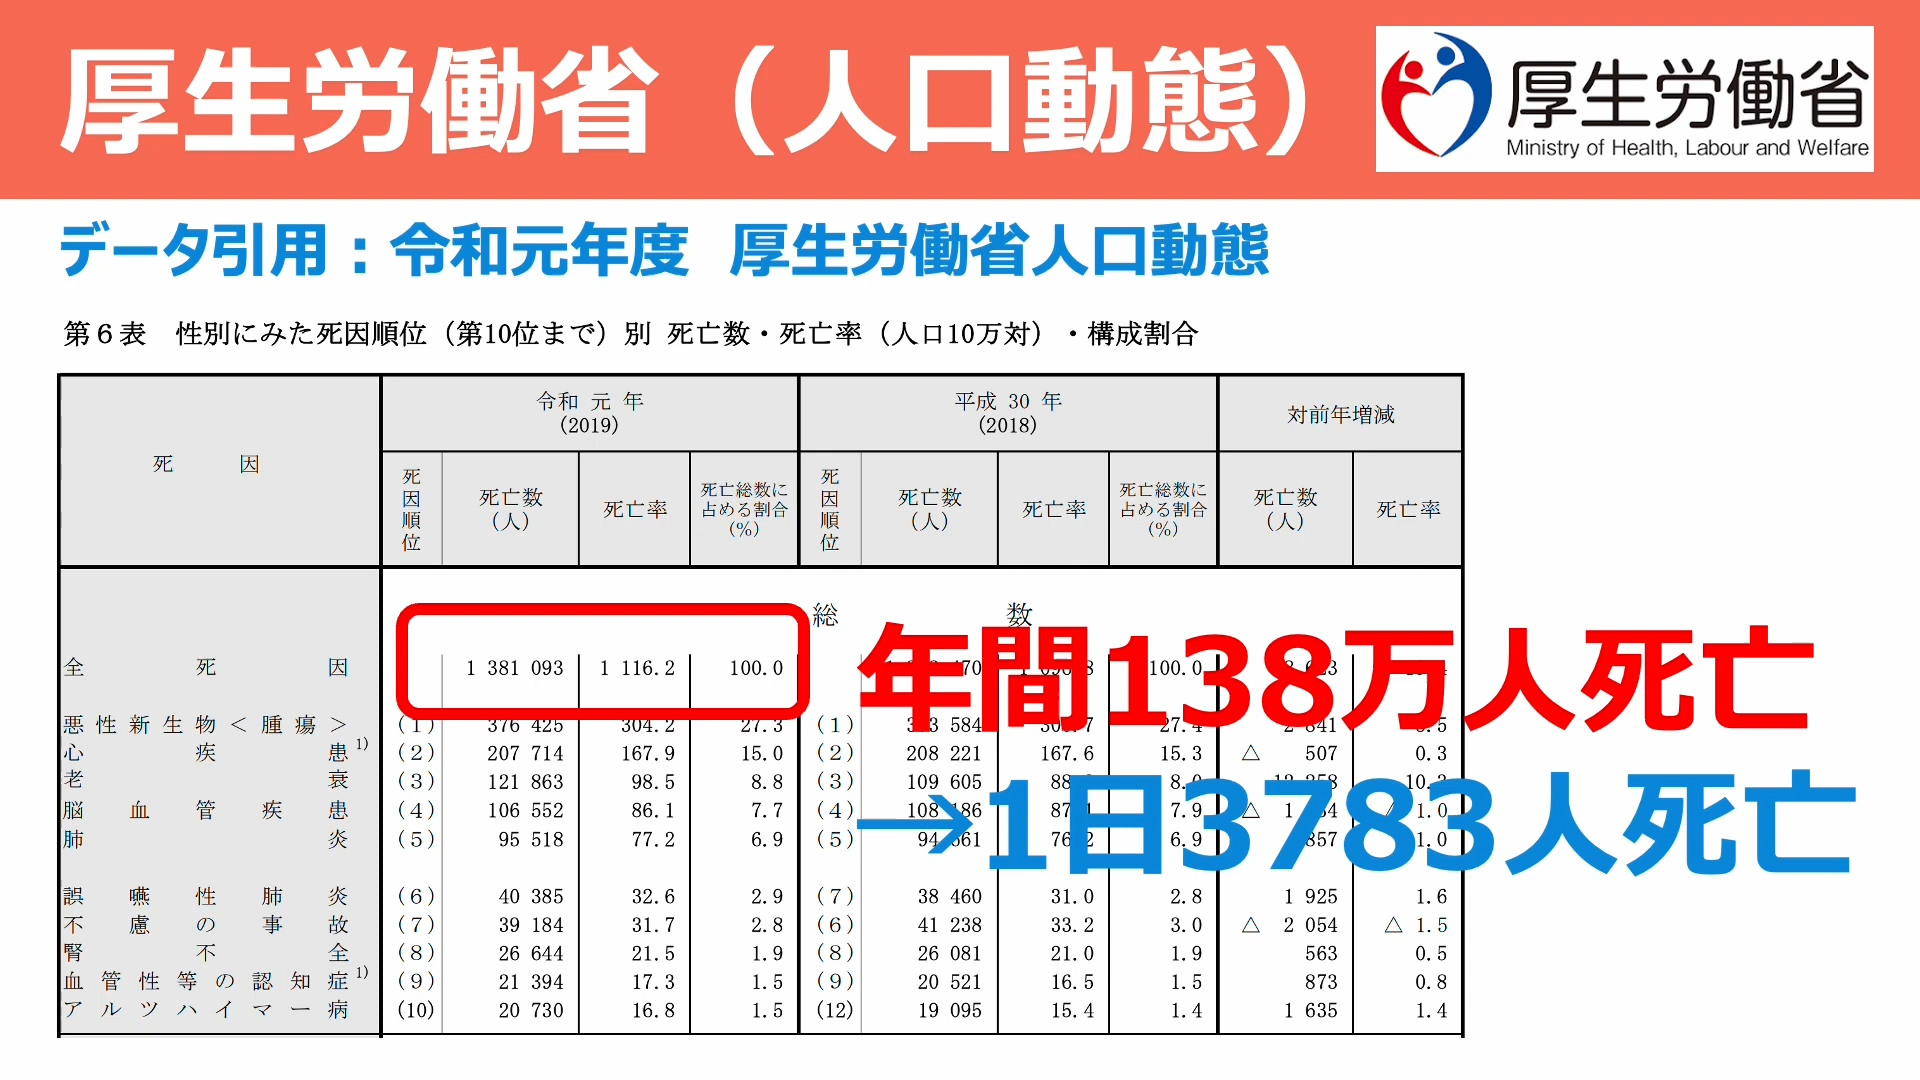 厚生労働省（人口動態）
厚生労働省
Ministry of Health, Labour and Welfare
データ引用：令和元年度 厚生労働省人口動態
第６表 性別にみた死因順位（第10位まで）別 死亡数・死亡率（人口10万対）・構成割合
死因 令和元年（2019） 平成30年（2018） 対前年増減
死因順位 死亡数（人） 死亡率 死亡総数に占める割合（％） 死因順位 死亡数（人） 死亡率 死亡総数に占める割合（％） 死亡数（人） 死亡率
総数
全死因 1 381 093 1 116.2 100.0 100.0
年間138万人死亡
悪性新生物＜腫瘍＞ (1) 376 425 304.2 27.3 (1) 27.4
心疾患1) (2) 207 714 167.9 15.0 (2) 208 221 167.6 15.3 △ 507 0.3
老衰 (3) 121 863 98.5 8.8 (3) 109 605
脳血管疾患 (4) 106 552 86.1 7.7 (4) 7.9 △ 1.0
→1日3783人死亡
肺炎 (5) 95 518 77.2 6.9 (5) 6.9 857 1.0
誤嚥性肺炎 (6) 40 385 32.6 2.9 (7) 38 460 31.0 2.8 1 925 1.6
不慮の事故 (7) 39 184 31.7 2.8 (6) 41 238 33.2 3.0 △ 2 054 △ 1.5
腎不全 (8) 26 644 21.5 1.9 (8) 26 081 21.0 1.9 563 0.5
血管性等の認知症1) (9) 21 394 17.3 1.5 (9) 20 521 16.5 1.5 873 0.8
アルツハイマー病 (10) 20 730 16.8 1.5 (12) 19 095 15.4 1.4 1 635 1.4